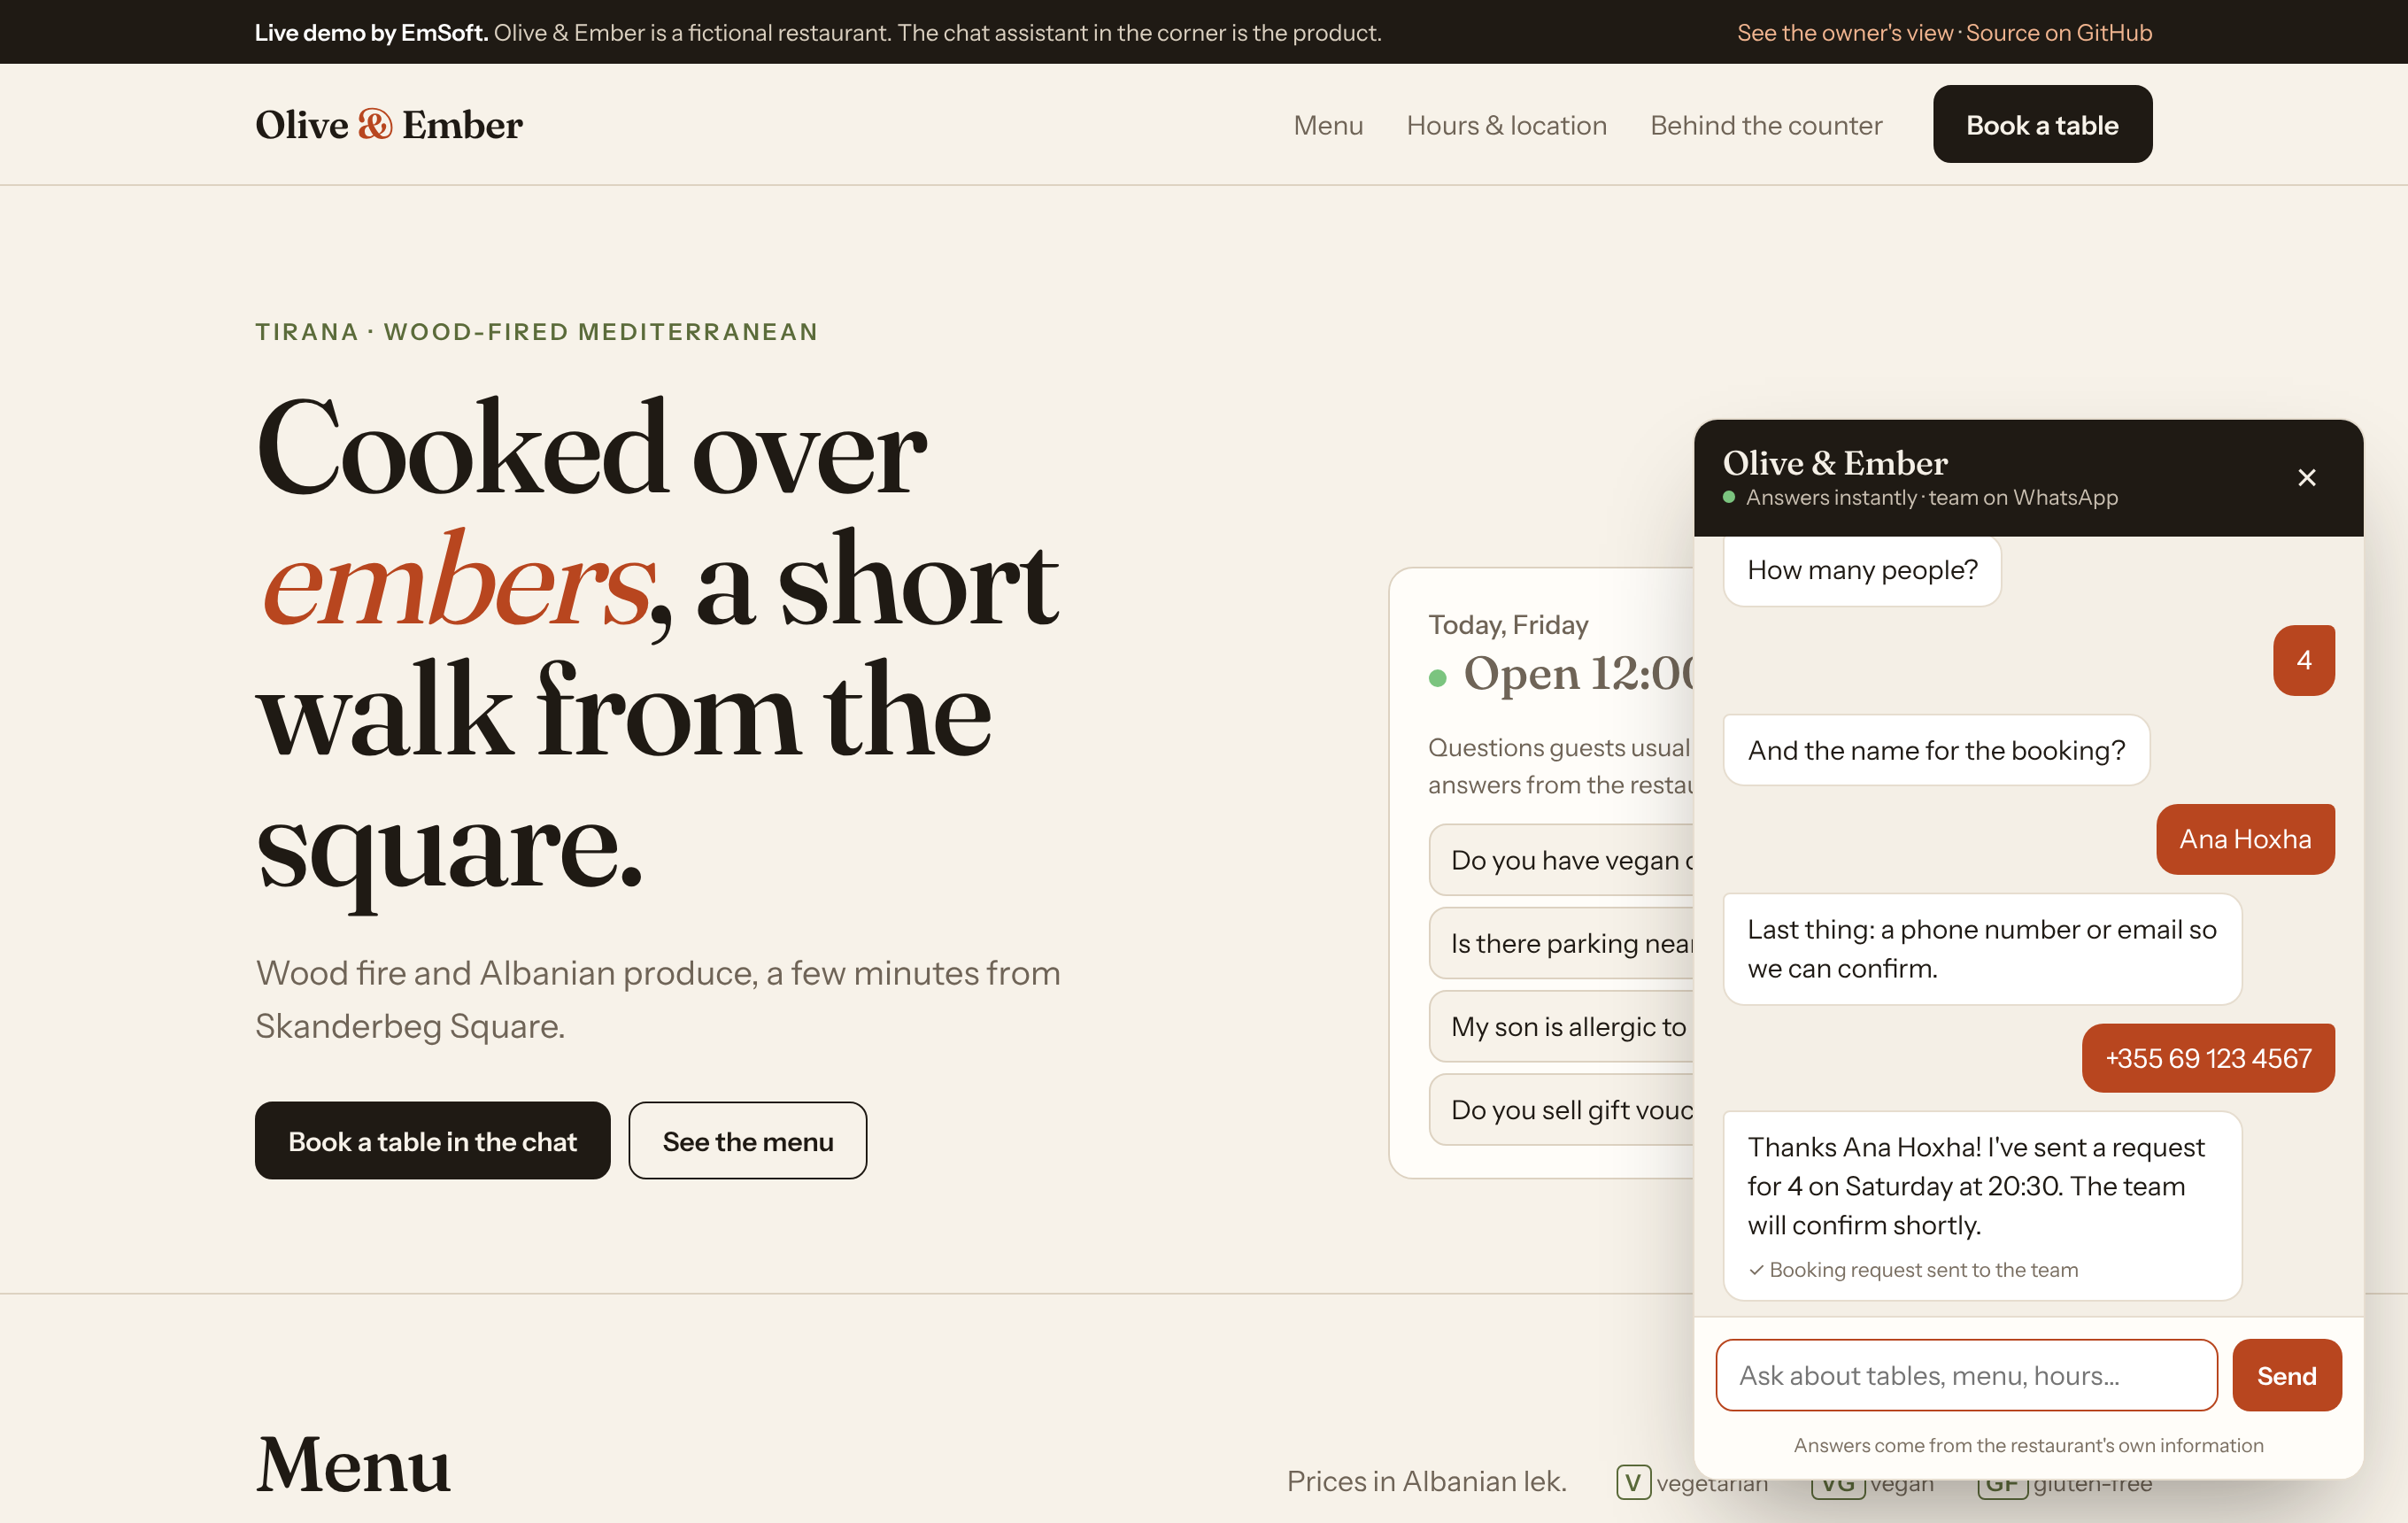 Live demo by EmSoft. Olive & Ember is a fictional restaurant. The chat assistant in the corner is the product.
See the owner's view · Source on GitHub
Olive & Ember
Menu
Hours & location
Behind the counter
Book a table
TIRANA · WOOD-FIRED MEDITERRANEAN
Cooked over
embers, a short
walk from the
square.
Wood fire and Albanian produce, a few minutes from
Skanderbeg Square.
Book a table in the chat
See the menu
Today, Friday
Open 12:00
Questions guests usual
answers from the restau
Do you have vegan
Is there parking near
My son is allergic to
Do you sell gift vouc
Olive & Ember
Answers instantly · team on WhatsApp
×
How many people?
4
And the name for the booking?
Ana Hoxha
Last thing: a phone number or email so
we can confirm.
+355 69 123 4567
Thanks Ana Hoxha! I've sent a request
for 4 on Saturday at 20:30. The team
will confirm shortly.
✓ Booking request sent to the team
Ask about tables, menu, hours...
Send
Answers come from the restaurant's own information
Menu
Prices in Albanian lek.
V vegetarian
VG vegan
GF gluten-free